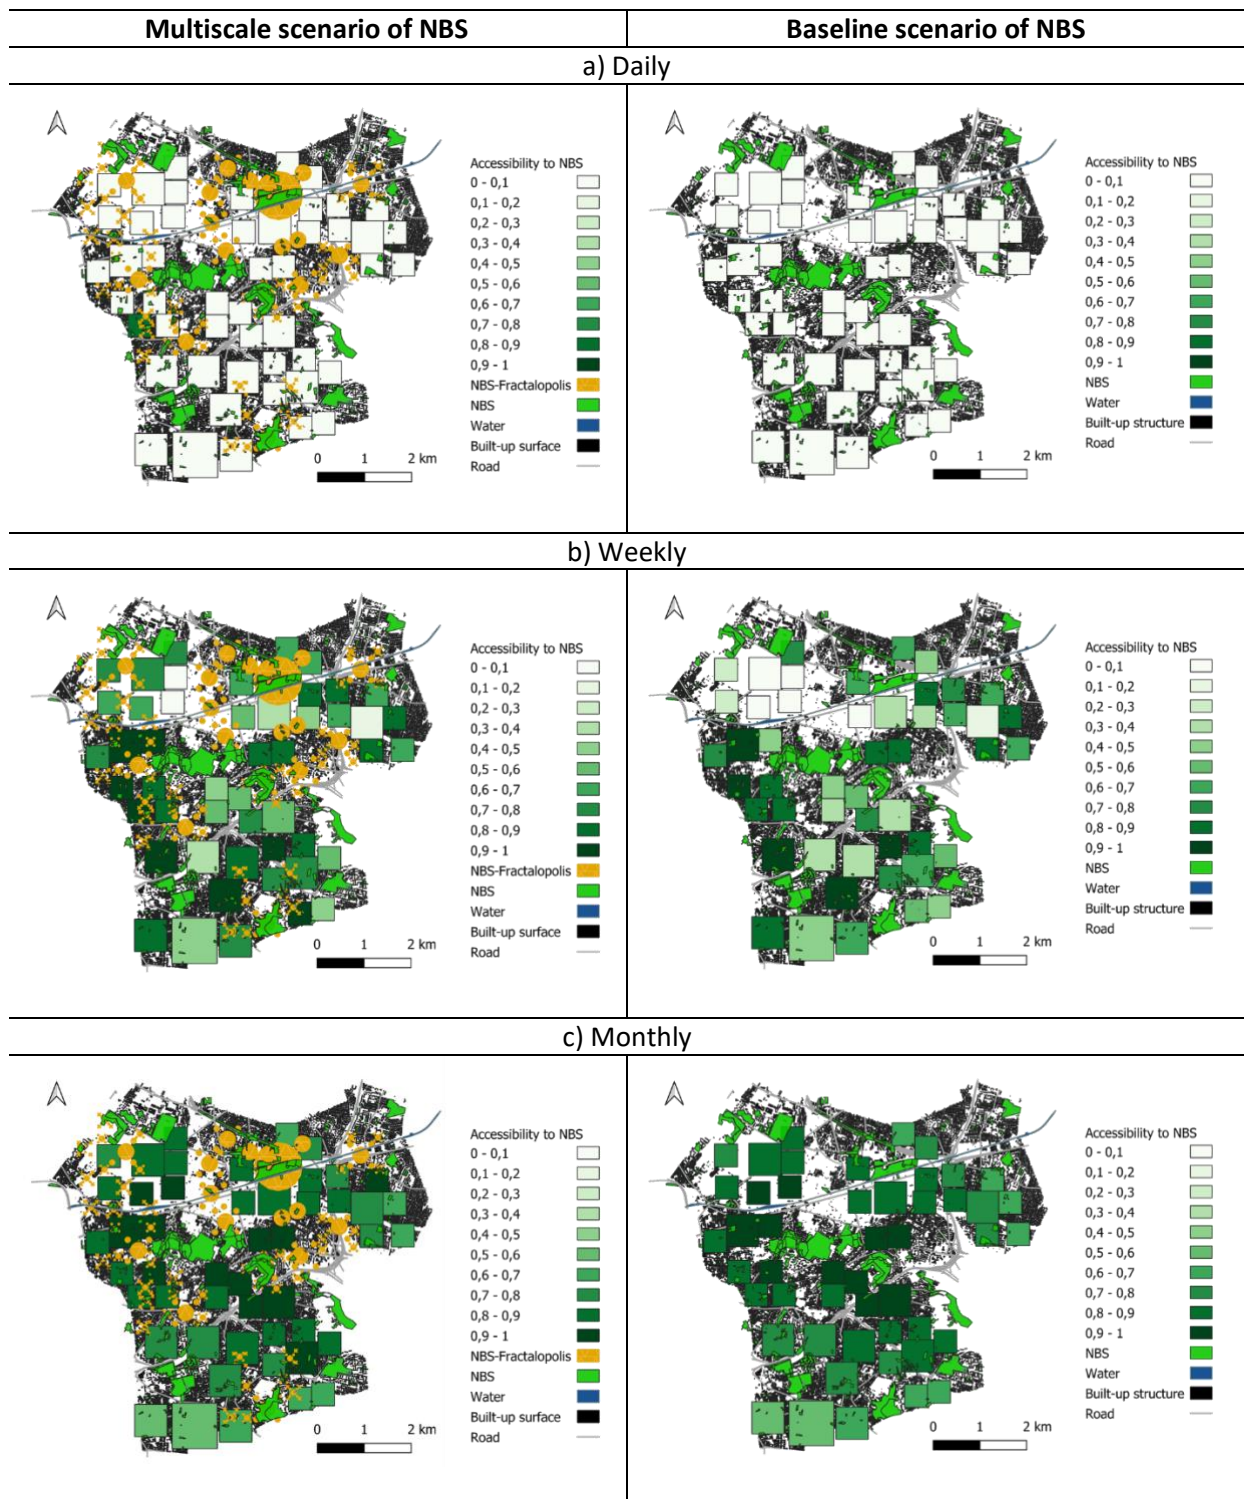 Multiscale scenario of NBS
Baseline scenario of NBS
a) Daily
Accessibility to NBS
0 - 0,1
0,1 - 0,2
0,2 - 0,3
0,3 - 0,4
0,4 - 0,5
0,5 - 0,6
0,6 - 0,7
0,7 - 0,8
0,8 - 0,9
0,9 - 1
NBS-Fractalopolis
NBS
Water
Built-up surface
Road
0 1 2 km
Accessibility to NBS
0 - 0,1
0,1 - 0,2
0,2 - 0,3
0,3 - 0,4
0,4 - 0,5
0,5 - 0,6
0,6 - 0,7
0,7 - 0,8
0,8 - 0,9
0,9 - 1
NBS
Water
Built-up structure
Road
0 1 2 km
b) Weekly
Accessibility to NBS
0 - 0,1
0,1 - 0,2
0,2 - 0,3
0,3 - 0,4
0,4 - 0,5
0,5 - 0,6
0,6 - 0,7
0,7 - 0,8
0,8 - 0,9
0,9 - 1
NBS-Fractalopolis
NBS
Water
Built-up surface
Road
0 1 2 km
Accessibility to NBS
0 - 0,1
0,1 - 0,2
0,2 - 0,3
0,3 - 0,4
0,4 - 0,5
0,5 - 0,6
0,6 - 0,7
0,7 - 0,8
0,8 - 0,9
0,9 - 1
NBS
Water
Built-up structure
Road
0 1 2 km
c) Monthly
Accessibility to NBS
0 - 0,1
0,1 - 0,2
0,2 - 0,3
0,3 - 0,4
0,4 - 0,5
0,5 - 0,6
0,6 - 0,7
0,7 - 0,8
0,8 - 0,9
0,9 - 1
NBS-Fractalopolis
NBS
Water
Built-up surface
Road
0 1 2 km
Accessibility to NBS
0 - 0,1
0,1 - 0,2
0,2 - 0,3
0,3 - 0,4
0,4 - 0,5
0,5 - 0,6
0,6 - 0,7
0,7 - 0,8
0,8 - 0,9
0,9 - 1
NBS
Water
Built-up structure
Road
0 1 2 km